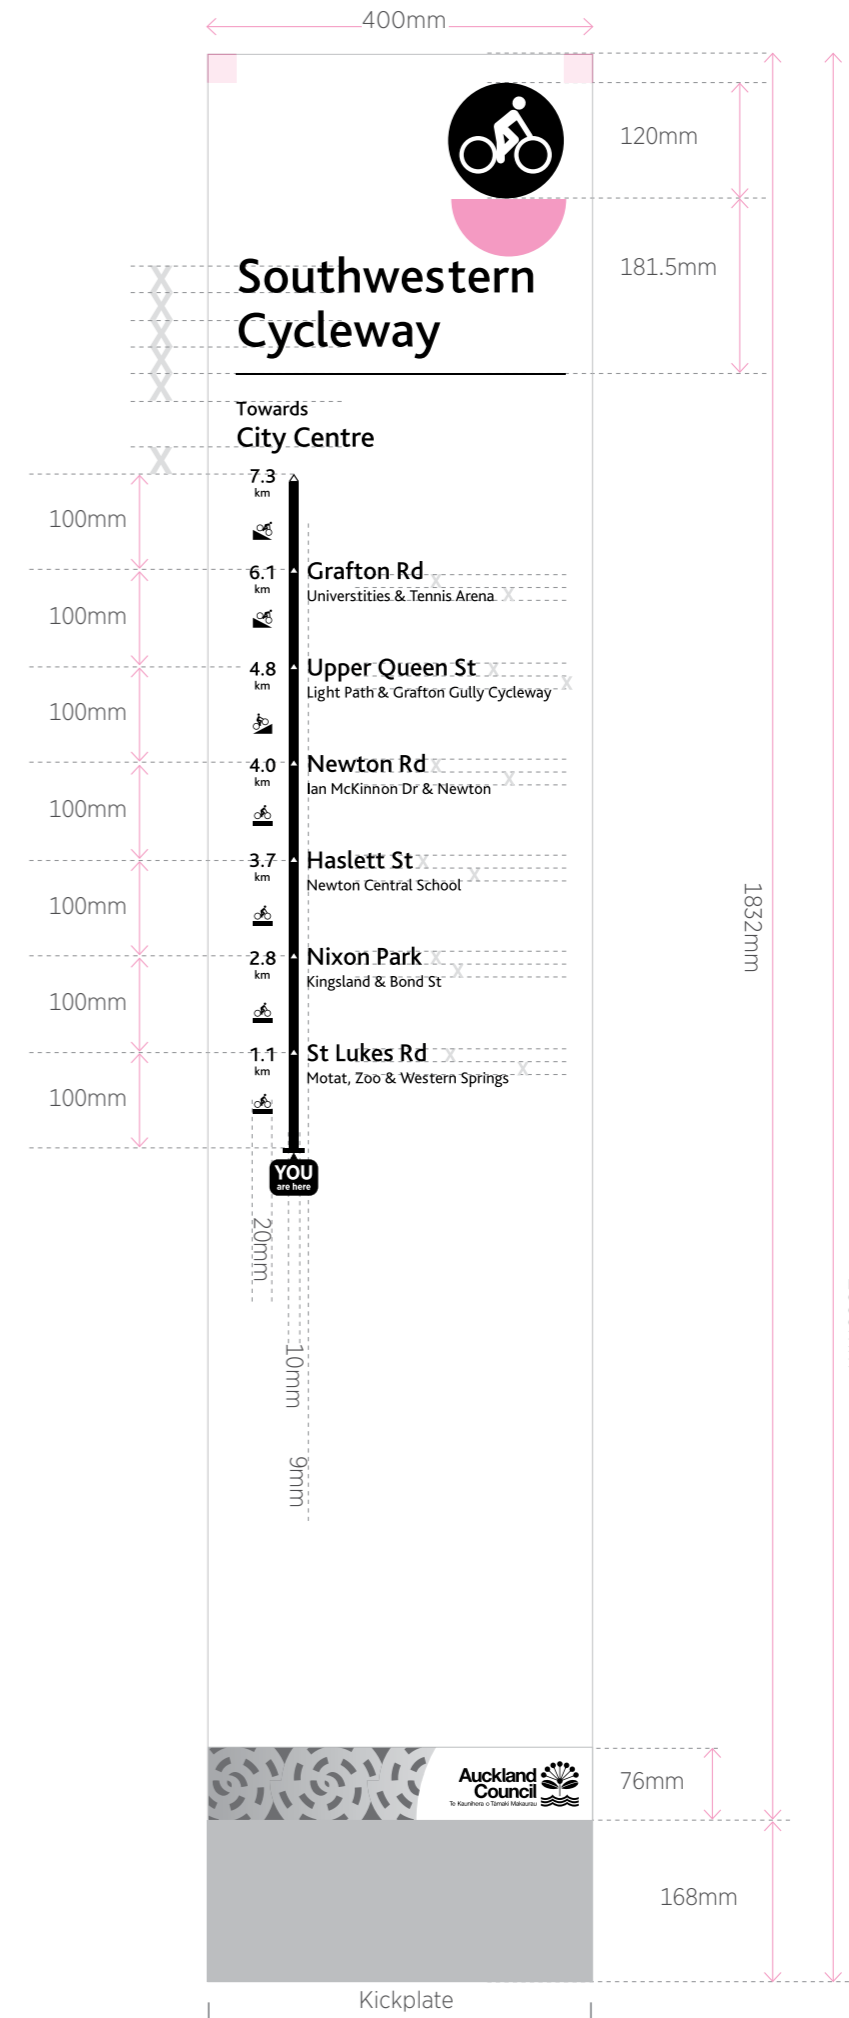 400mm
120mm
181.5mm
X
X
X
X
X
Southwestern
Cycleway
Towards
City Centre
X
7.3
km
100mm
6.1
km
Grafton Rd
X
Universtities & Tennis Arena
X
100mm
4.8
km
Upper Queen St
X
Light Path & Grafton Gully Cycleway
X
100mm
4.0
km
Newton Rd
X
Ian McKinnon Dr & Newton
X
100mm
3.7
km
Haslett St
X
Newton Central School
X
100mm
2.8
km
Nixon Park
X
Kingsland & Bond St
X
100mm
1.1
km
St Lukes Rd
X
Motat, Zoo & Western Springs
X
100mm
YOU
are here
1832mm
20mm
10mm
9mm
Auckland
Council
Te Kaunihera o Tāmaki Makaurau
76mm
168mm
Kickplate